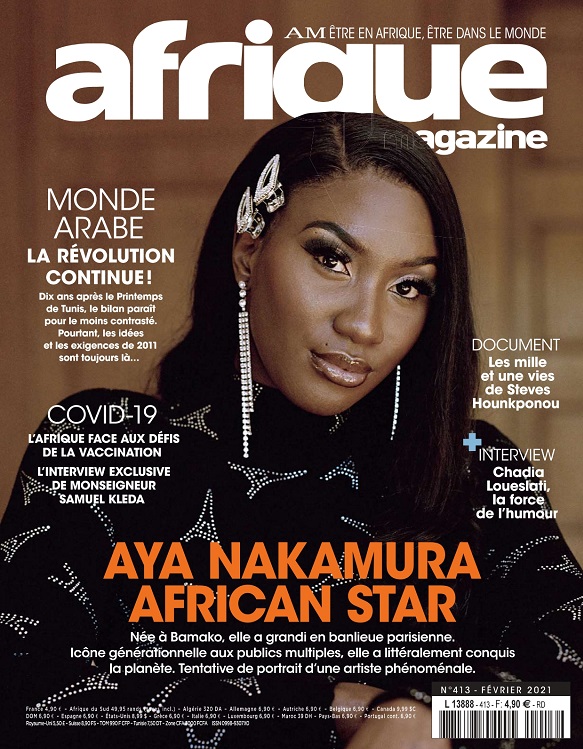 AM ÊTRE EN AFRIQUE, ÊTRE DANS LE MONDE
afrique
magazine
MONDE
ARABE
LA RÉVOLUTION
CONTINUE !
Dix ans après le Printemps
de Tunis, le bilan paraît
pour le moins contrasté.
Pourtant, les idées
et les exigences de 2011
sont toujours là…
DOCUMENT
Les mille
et une vies
de Steves
Hounkponou
COVID-19
L'AFRIQUE FACE AUX DÉFIS
DE LA VACCINATION
L'INTERVIEW EXCLUSIVE
DE MONSEIGNEUR
SAMUEL KLEDA
+
INTERVIEW
Chadia
Loueslati,
la force
de l'humour
AYA NAKAMURA
AFRICAN STAR
Née à Bamako, elle a grandi en banlieue parisienne.
Icône générationnelle aux publics multiples, elle a littéralement conquis
la planète. Tentative de portrait d'une artiste phénoménale.
N°413 - FÉVRIER 2021
L 13888 - 413 - F: 4,90 € - RD
France 4,90 € • Afrique du Sud 49,95 rands (taxes incl.) • Algérie 320 DA • Allemagne 6,90 € • Autriche 6,90 € • Belgique 6,90 € • Canada 9,99 $C
DOM 6,90 € • Espagne 6,90 € • États-Unis 8,99 $ • Grèce 6,90 € • Italie 6,90 € • Luxembourg 6,90 € • Maroc 39 DH • Pays-Bas 6,90 € • Portugal cont. 6,90 €
Royaume-Uni 5,50 £ • Suisse 8,90 FS • TOM 990 F CFP • Tunisie 7,50 DT • Zone CFA 3000 FCFA ISSN 0998-9307X0